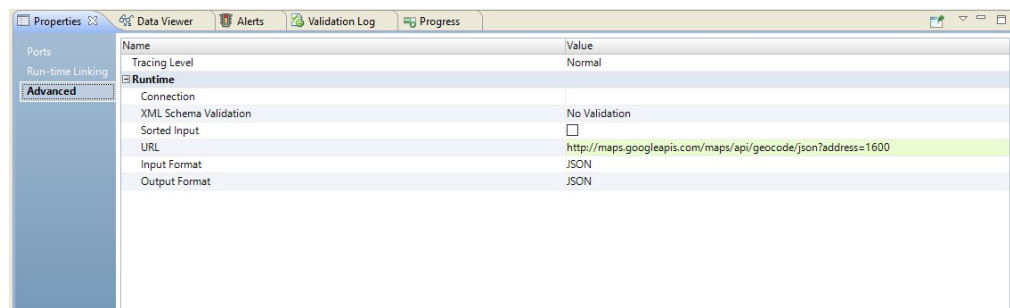 Properties Data Viewer Alerts Validation Log Progress
Ports
Run-time Linking
Advanced
Name Value
Tracing Level Normal
Runtime
Connection
XML Schema Validation No Validation
Sorted Input
URL http://maps.googleapis.com/maps/api/geocode/json?address=1600
Input Format JSON
Output Format JSON